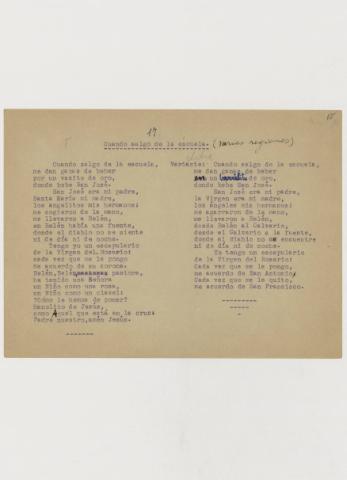 19
15
Cuando salgo de la escuela. (varias regiones)
Cuando salgo de la escuela,
me dan ganas de beber
por un vasito de oro,
donde bebe San José.
San José era mi padre,
Santa María mi madre,
los angelitos mis hermanos;
me cogieron de la mano,
me llevaron a Belén,
en Belén había una fuente,
donde el diablo no se siente
ni de día ni de noche.
Tengo yo un escapulario
de la Virgen del Rosario:
cada vez que me lo pongo
me acuerdo de su corona.
Belén, Belén, pastora,
ha tenido una Señora
un Niño como una rosa,
un Niño como un clavel:
¿Cómo le hemos de poner?
Manolito de Jesús,
como Aquel que está en la cruz:
Padre nuestro, amén Jesús.
Variante: Cuando salgo de la escuela,
me dan ganas de beber
por un de oro,
donde bebe San José.
San José era mi padre,
la Virgen era mi madre,
los ángeles mis hermanos:
me agarraron de la mano,
me llevaron a Belén,
desde Belén al Calvario,
desde el Calvario a la fuente,
donde el diablo no se encuentre
ni de día ni de noche.
Yo tengo un escapulario
de la Virgen del Rosario:
Cada vez que me lo pongo,
me acuerdo de San Antonio;
Cada vez que me lo quito,
me acuerdo de San Francisco.